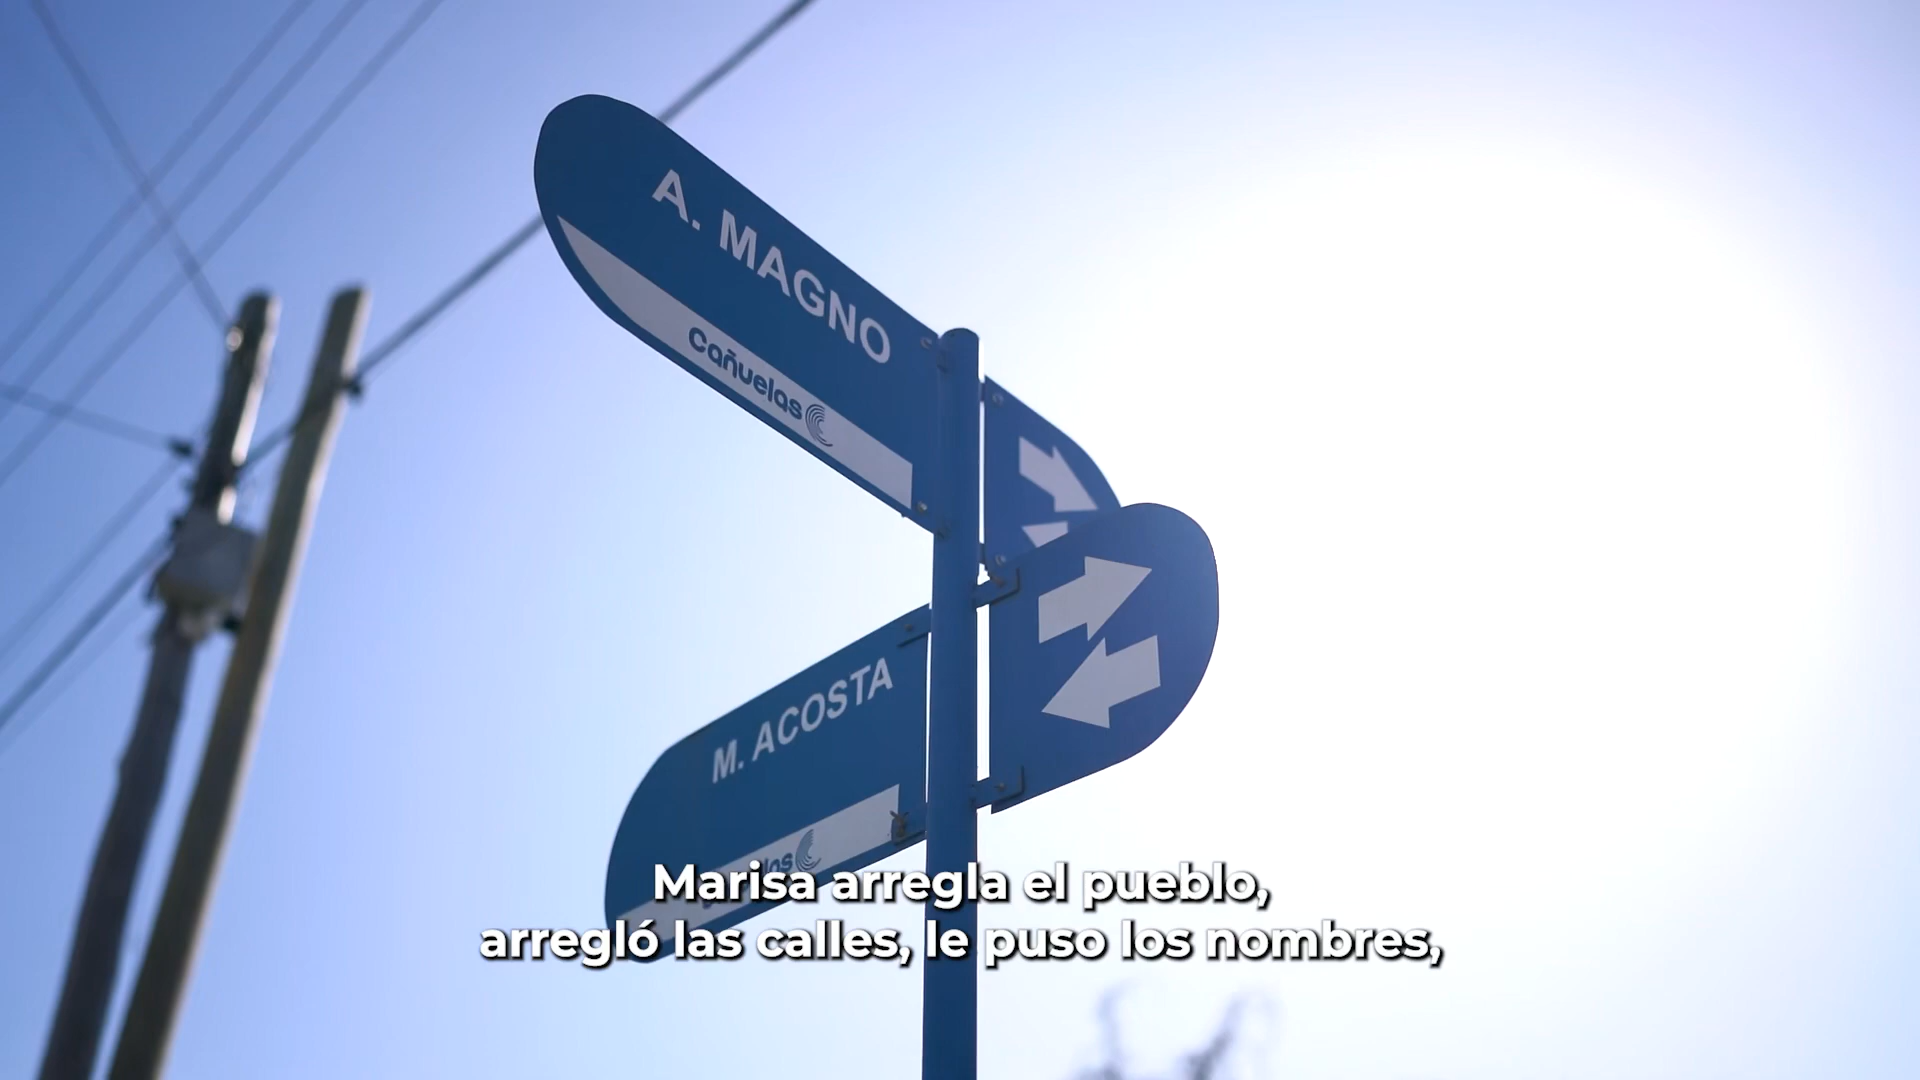 A. MAGNO
Cañuelas
M. ACOSTA
Marisa arregla el pueblo,
arregló las calles, le puso los nombres,